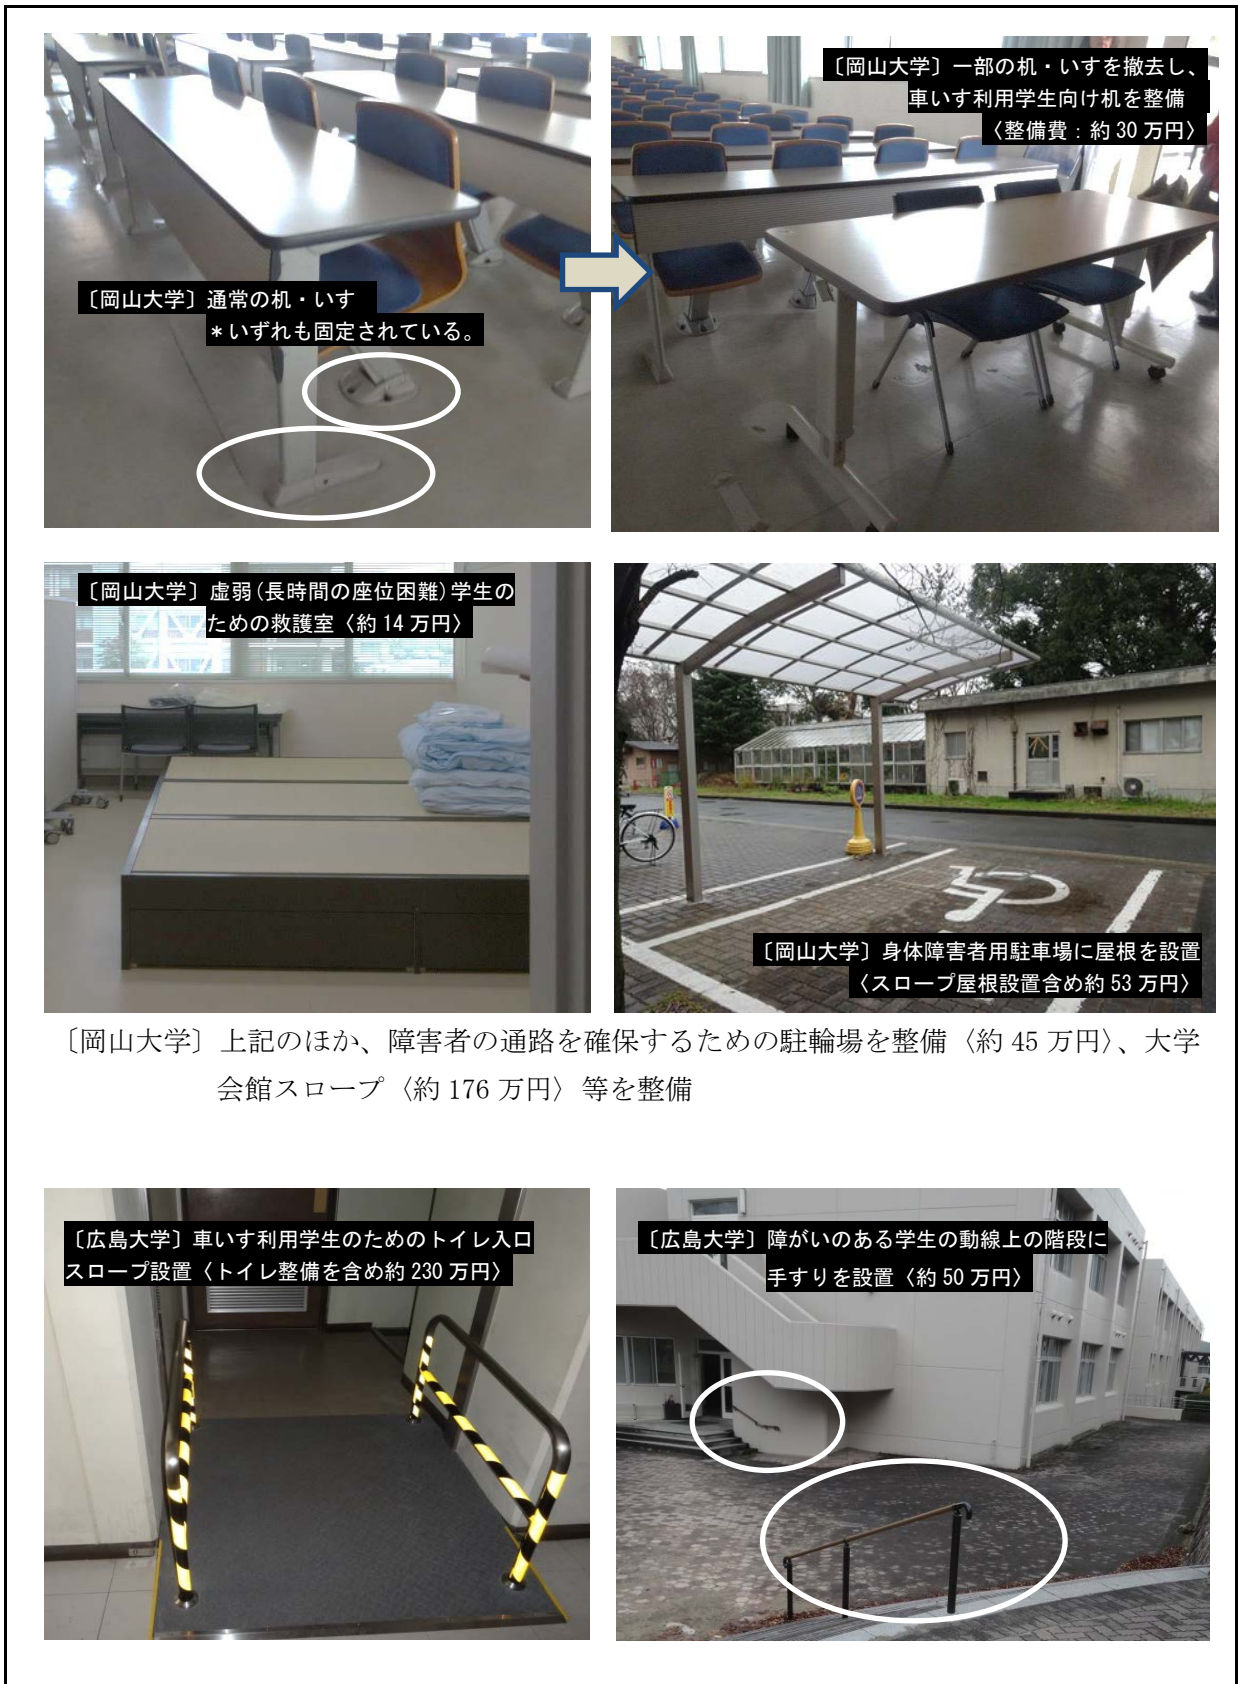 〔岡山大学〕通常の机・いす
＊いずれも固定されている。
〔岡山大学〕一部の机・いすを撤去し、
車いす利用学生向け机を整備
〈整備費：約 30 万円〉
〔岡山大学〕虚弱(長時間の座位困難)学生の
ための救護室〈約 14 万円〉
〔岡山大学〕身体障害者用駐車場に屋根を設置
〈スロープ屋根設置含め約 53 万円〉
〔岡山大学〕上記のほか、障害者の通路を確保するための駐輪場を整備〈約 45 万円〉、大学
会館スロープ〈約 176 万円〉等を整備
〔広島大学〕車いす利用学生のためのトイレ入口
スロープ設置〈トイレ整備を含め約 230 万円〉
〔広島大学〕障がいのある学生の動線上の階段に
手すりを設置〈約 50 万円〉